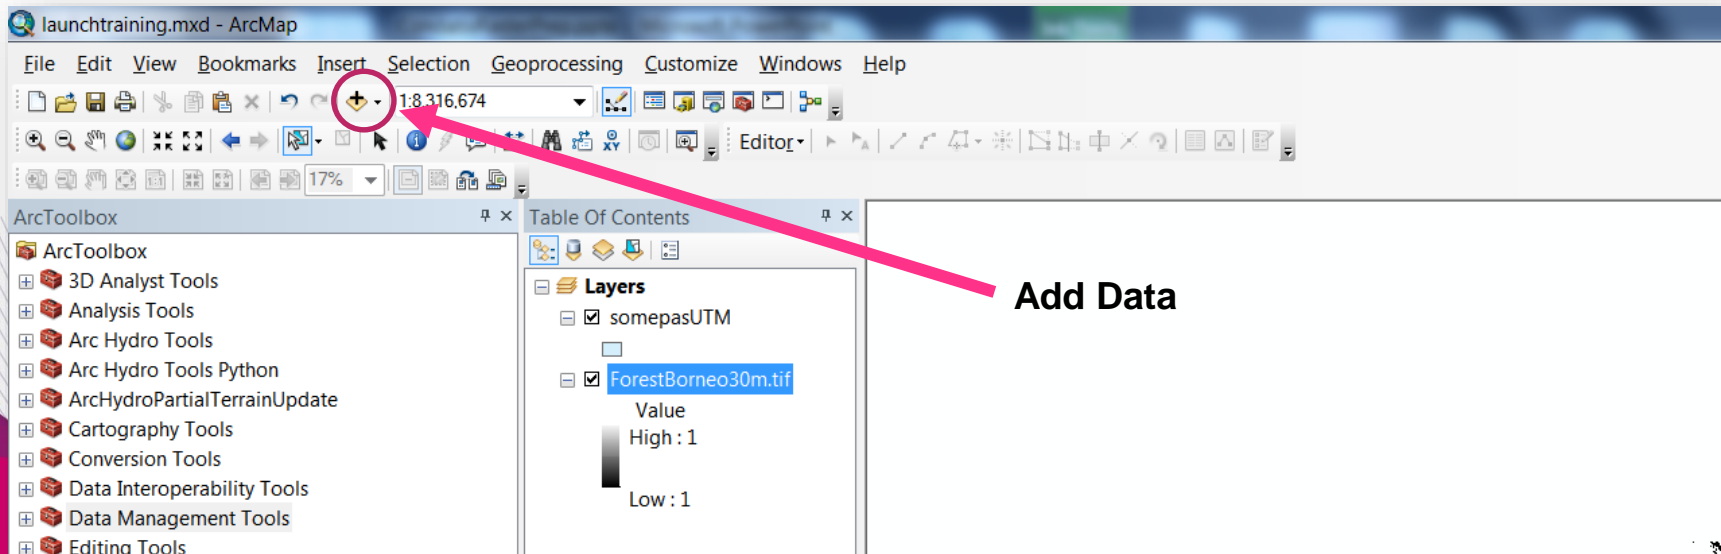 launchtraining.mxd - ArcMap
File Edit View Bookmarks Insert Selection Geoprocessing Customize Windows Help
1:8,316,674
Editor
17%
ArcToolbox
Table Of Contents
ArcToolbox
3D Analyst Tools
Analysis Tools
Arc Hydro Tools
Arc Hydro Tools Python
ArcHydroPartialTerrainUpdate
Cartography Tools
Conversion Tools
Data Interoperability Tools
Data Management Tools
Editing Tools
Layers
somepasUTM
ForestBorneo30m.tif
Value
High : 1
Low : 1
Add Data